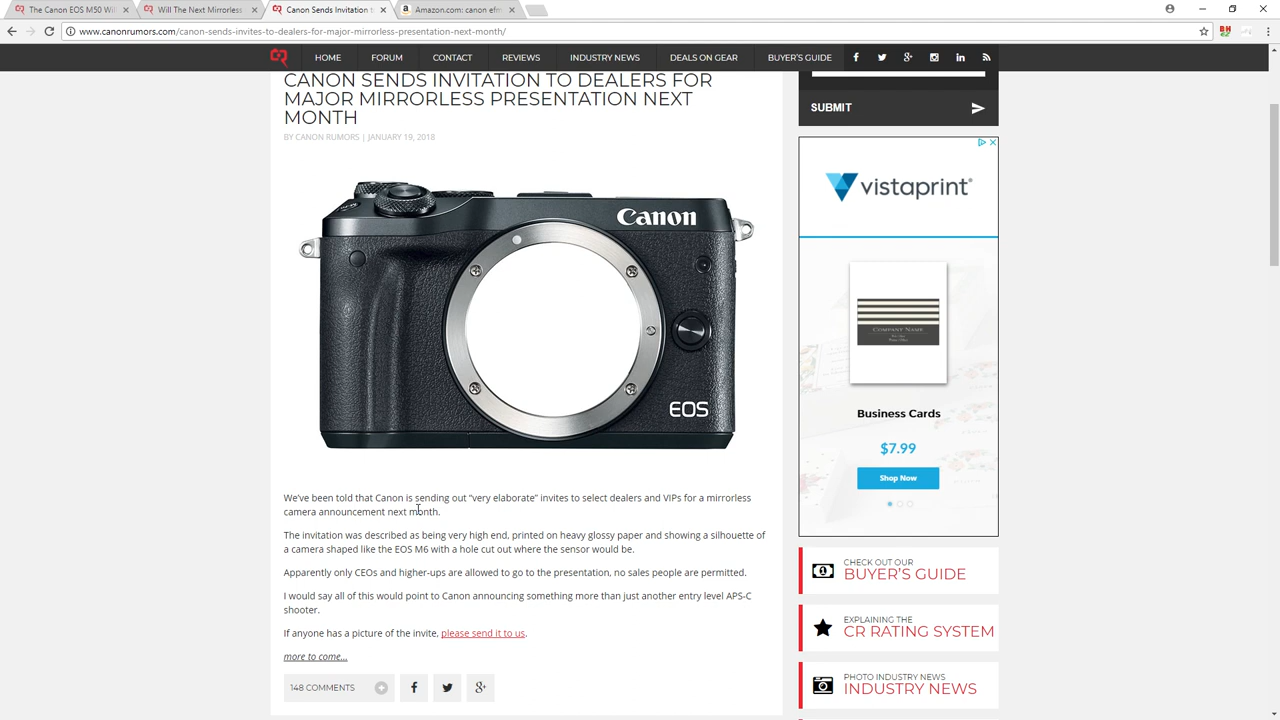 The Canon EOS M50 Wil
Will The Next Mirrorless
Canon Sends Invitation t
Amazon.com: canon efm
www.canonrumors.com/canon-sends-invites-to-dealers-for-major-mirrorless-presentation-next-month/
HOME
FORUM
CONTACT
REVIEWS
INDUSTRY NEWS
DEALS ON GEAR
BUYER'S GUIDE
CANON SENDS INVITATION TO DEALERS FOR
MAJOR MIRRORLESS PRESENTATION NEXT
MONTH
BY CANON RUMORS | JANUARY 19, 2018
Canon
EOS
We've been told that Canon is sending out “very elaborate” invites to select dealers and VIPs for a mirrorless
camera announcement next month.
The invitation was described as being very high end, printed on heavy glossy paper and showing a silhouette of
a camera shaped like the EOS M6 with a hole cut out where the sensor would be.
Apparently only CEOs and higher-ups are allowed to go to the presentation, no sales people are permitted.
I would say all of this would point to Canon announcing something more than just another entry level APS-C
shooter.
If anyone has a picture of the invite, please send it to us.
more to come...
148 COMMENTS
SUBMIT
vistaprint
COMPANY NAME
Business Cards
$7.99
Shop Now
CHECK OUT OUR
BUYER'S GUIDE
EXPLAINING THE
CR RATING SYSTEM
PHOTO INDUSTRY NEWS
INDUSTRY NEWS